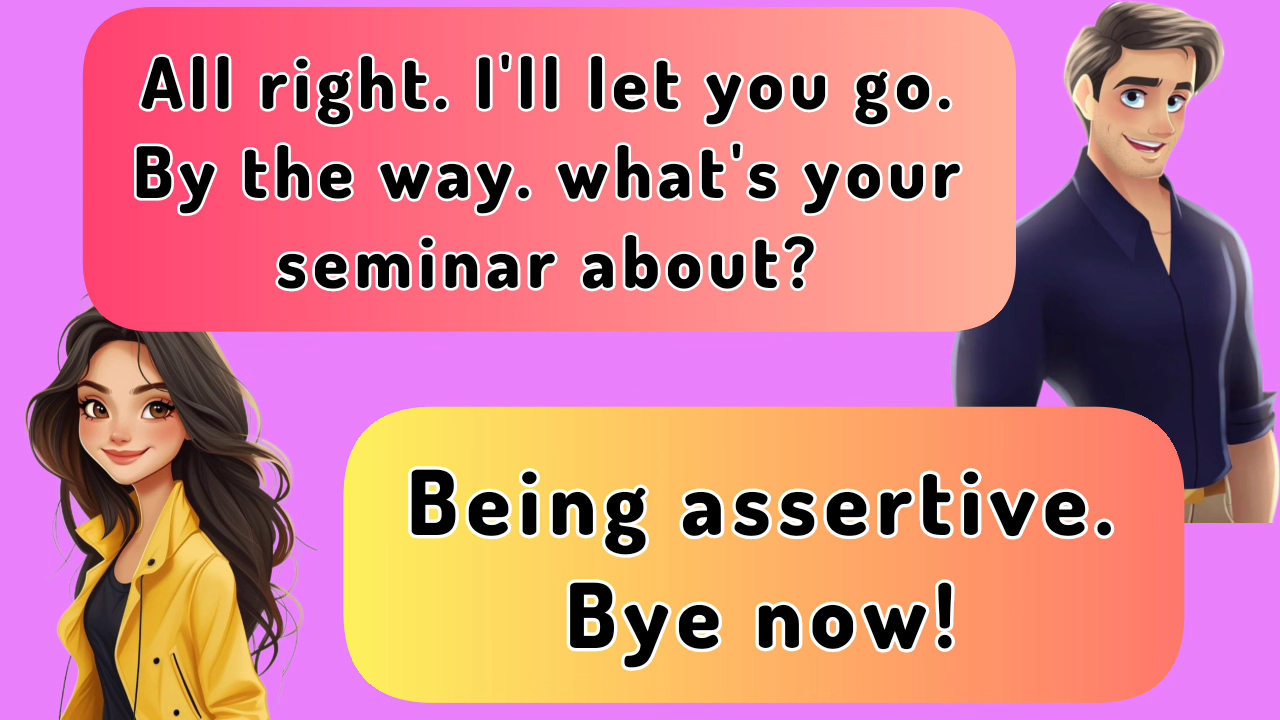 All right. I'll let you go.
By the way. what's your
seminar about?
Being assertive.
Bye now!